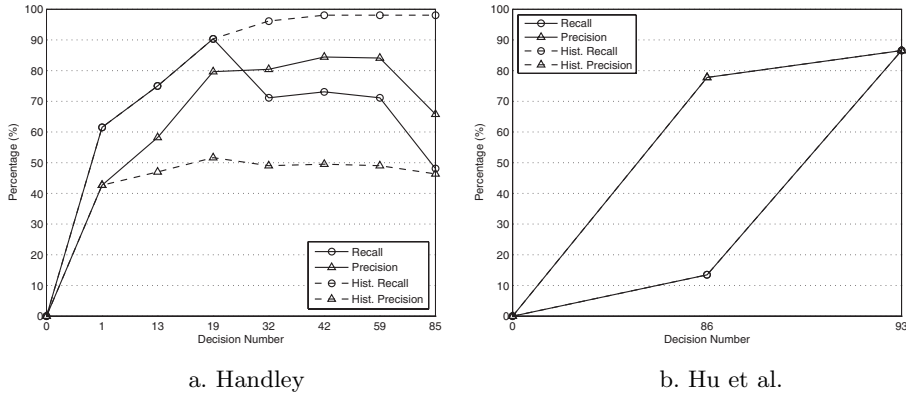 100
90
80
70
60
50
40
30
20
10
0
Percentage (%)
0 1 13 19 32 42 59 85
Decision Number
Recall
Precision
Hist. Recall
Hist. Precision
a. Handley
100
90
80
70
60
50
40
30
20
10
0
Percentage (%)
Recall
Precision
Hist. Recall
Hist. Precision
0 86 93
Decision Number
b. Hu et al.